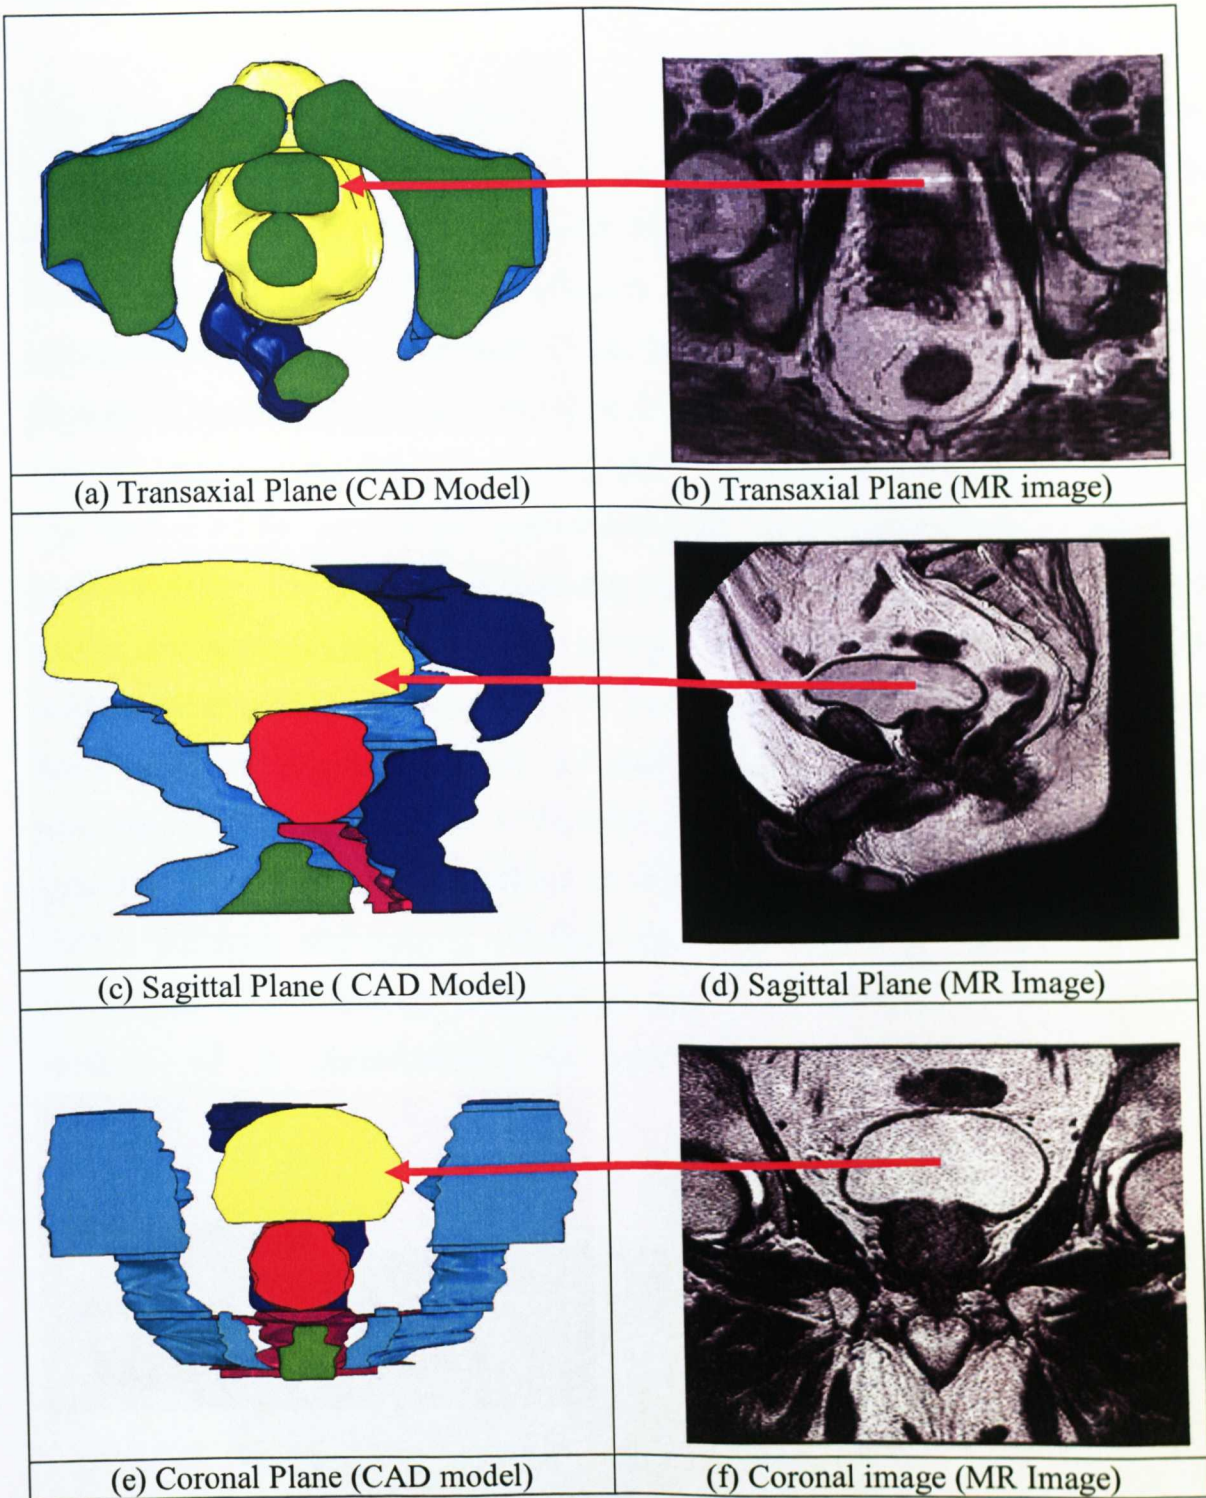 (a) Transaxial Plane (CAD Model)
(b) Transaxial Plane (MR image)
(c) Sagittal Plane ( CAD Model)
(d) Sagittal Plane (MR Image)
(e) Coronal Plane (CAD model)
(f) Coronal image (MR Image)